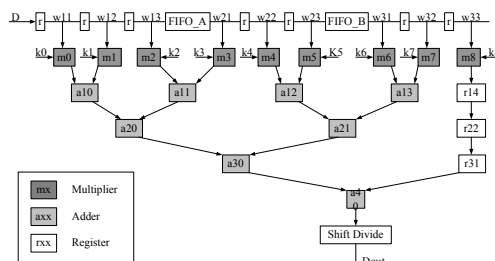 D r w11 r w12 r w13 FIFO_A w21 r w22 r w23 FIFO_B w31 r w32 r w33
k0 m0 k1 m1 m2 k2 k3 m3 k4 m4 m5 K5 k6 m6 k7 m7 m8 k
a10 a11 a12 a13 r14
a20 a21 r22
a30 r31
a4
0
mx Multiplier
axx Adder
rxx Register
Shift Divide